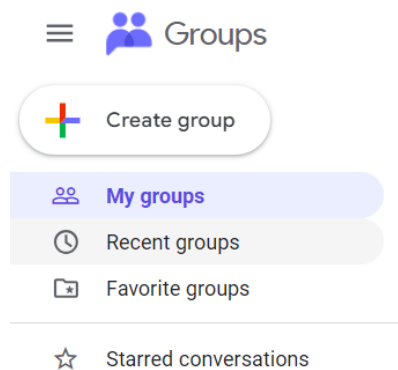 Groups
Create group
My groups
Recent groups
Favorite groups
Starred conversations